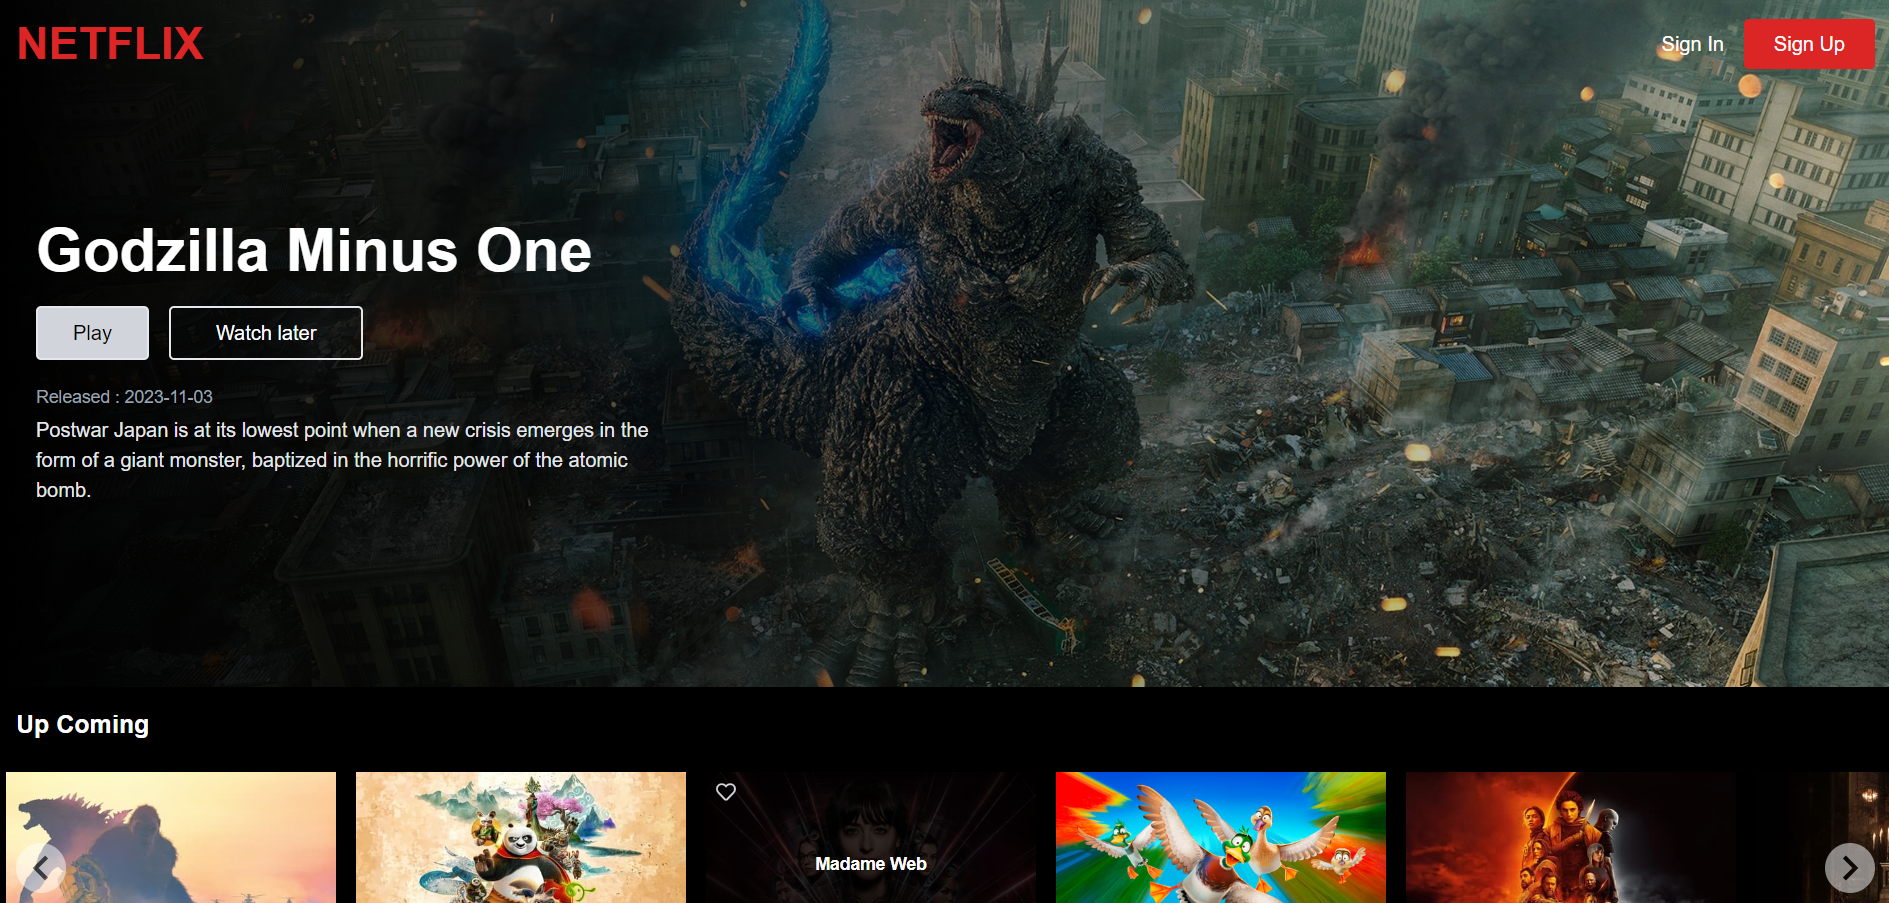 NETFLIX
Sign In
Sign Up
Godzilla Minus One
Play
Watch later
Released : 2023-11-03
Postwar Japan is at its lowest point when a new crisis emerges in the
form of a giant monster, baptized in the horrific power of the atomic
bomb.
Up Coming
Madame Web